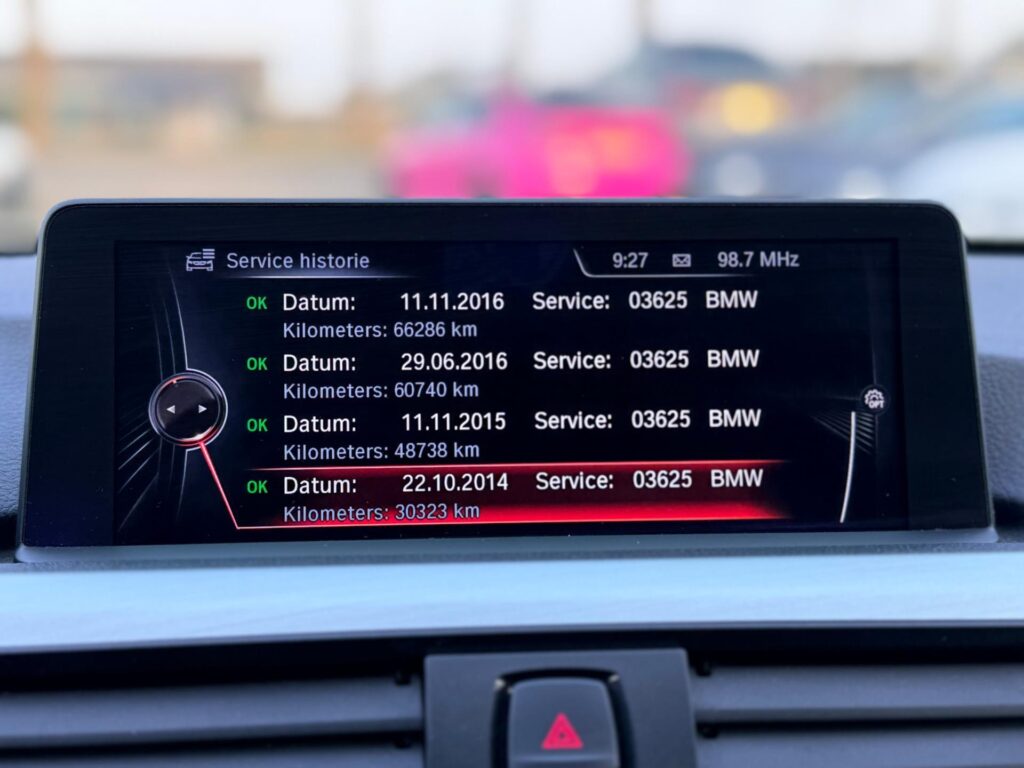 Service historie 9:27 98.7 MHz
OK Datum: 11.11.2016 Service: 03625 BMW
Kilometers: 66286 km
OK Datum: 29.06.2016 Service: 03625 BMW
Kilometers: 60740 km
OK Datum: 11.11.2015 Service: 03625 BMW
Kilometers: 48738 km
OPT
OK Datum: 22.10.2014 Service: 03625 BMW
Kilometers: 30323 km